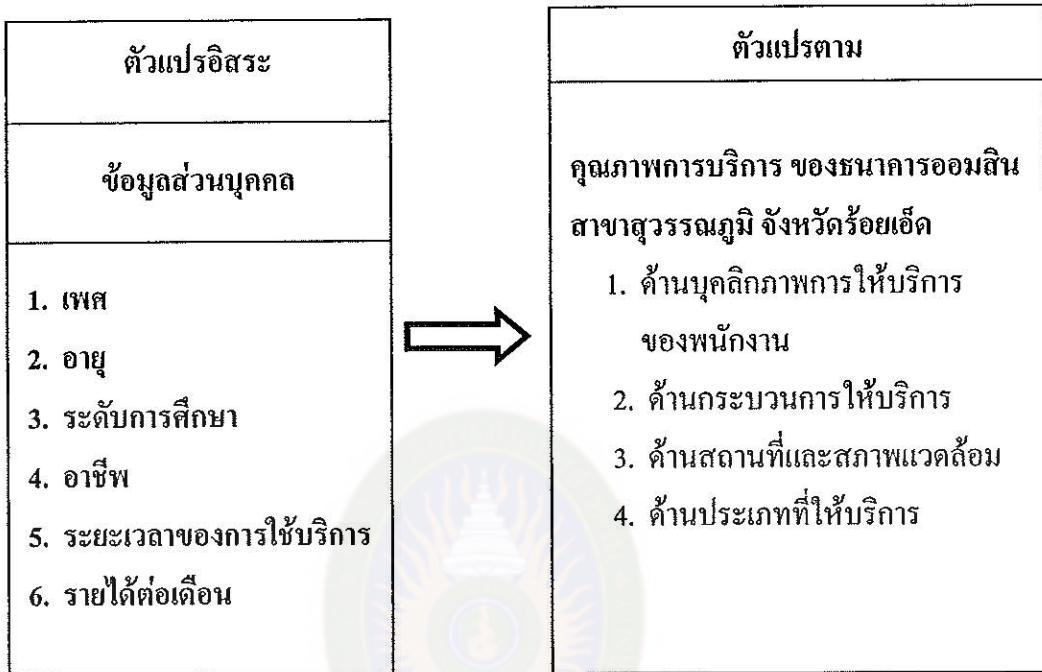 ตัวแปรอิสระ
ข้อมูลส่วนบุคคล
1. เพศ
2. อายุ
3. ระดับการศึกษา
4. อาชีพ
5. ระยะเวลาของการใช้บริการ
6. รายได้ต่อเดือน
ตัวแปรตาม
คุณภาพการบริการ ของธนาคารออมสิน
สาขาสุวรรณภูมิ จังหวัดร้อยเอ็ด
1. ด้านบุคลิกภาพการให้บริการ
ของพนักงาน
2. ด้านกระบวนการให้บริการ
3. ด้านสถานที่และสภาพแวดล้อม
4. ด้านประเภทที่ให้บริการ